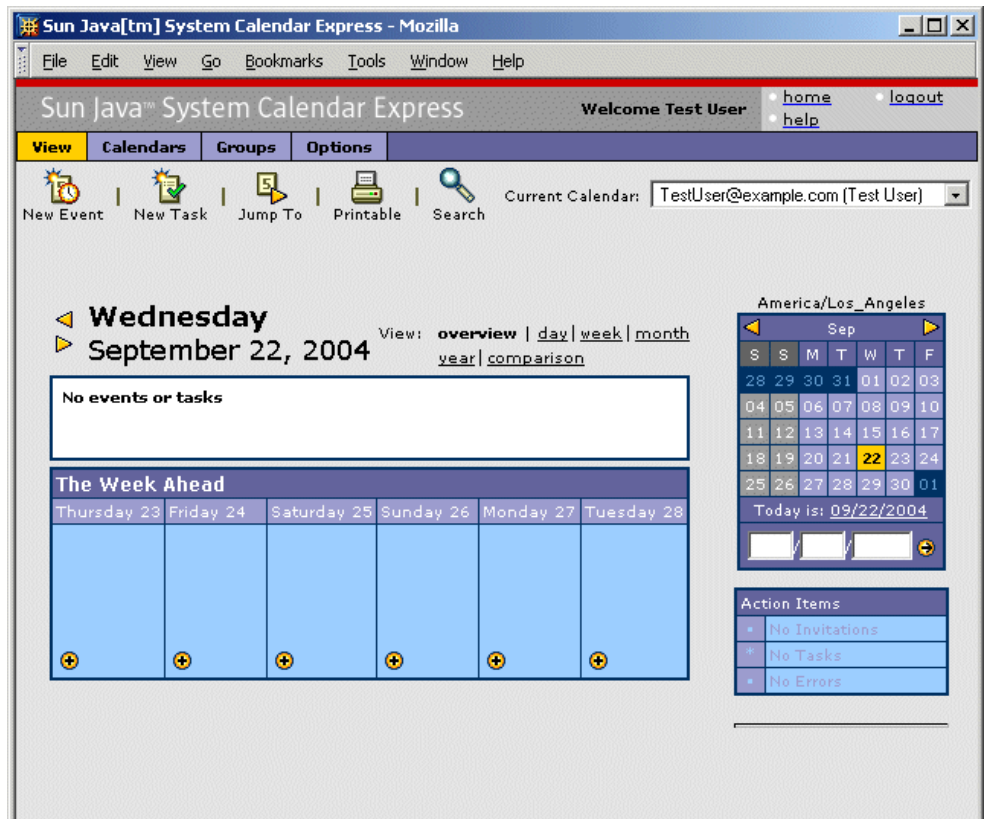 Sun Java[tm] System Calendar Express - Mozilla
File Edit View Go Bookmarks Tools Window Help
Sun Java™ System Calendar Express
Welcome Test User
home logout
help
View Calendars Groups Options
New Event | New Task | Jump To | Printable | Search
Current Calendar: TestUser@example.com (Test User)
Wednesday
September 22, 2004
View: overview | day | week | month
year | comparison
No events or tasks
The Week Ahead
Thursday 23 Friday 24 Saturday 25 Sunday 26 Monday 27 Tuesday 28
America/Los_Angeles
Sep
S S M T W T F
28 29 30 31 01 02 03
04 05 06 07 08 09 10
11 12 13 14 15 16 17
18 19 20 21 22 23 24
25 26 27 28 29 30 01
Today is: 09/22/2004
/ /
Action Items
No Invitations
* No Tasks
No Errors